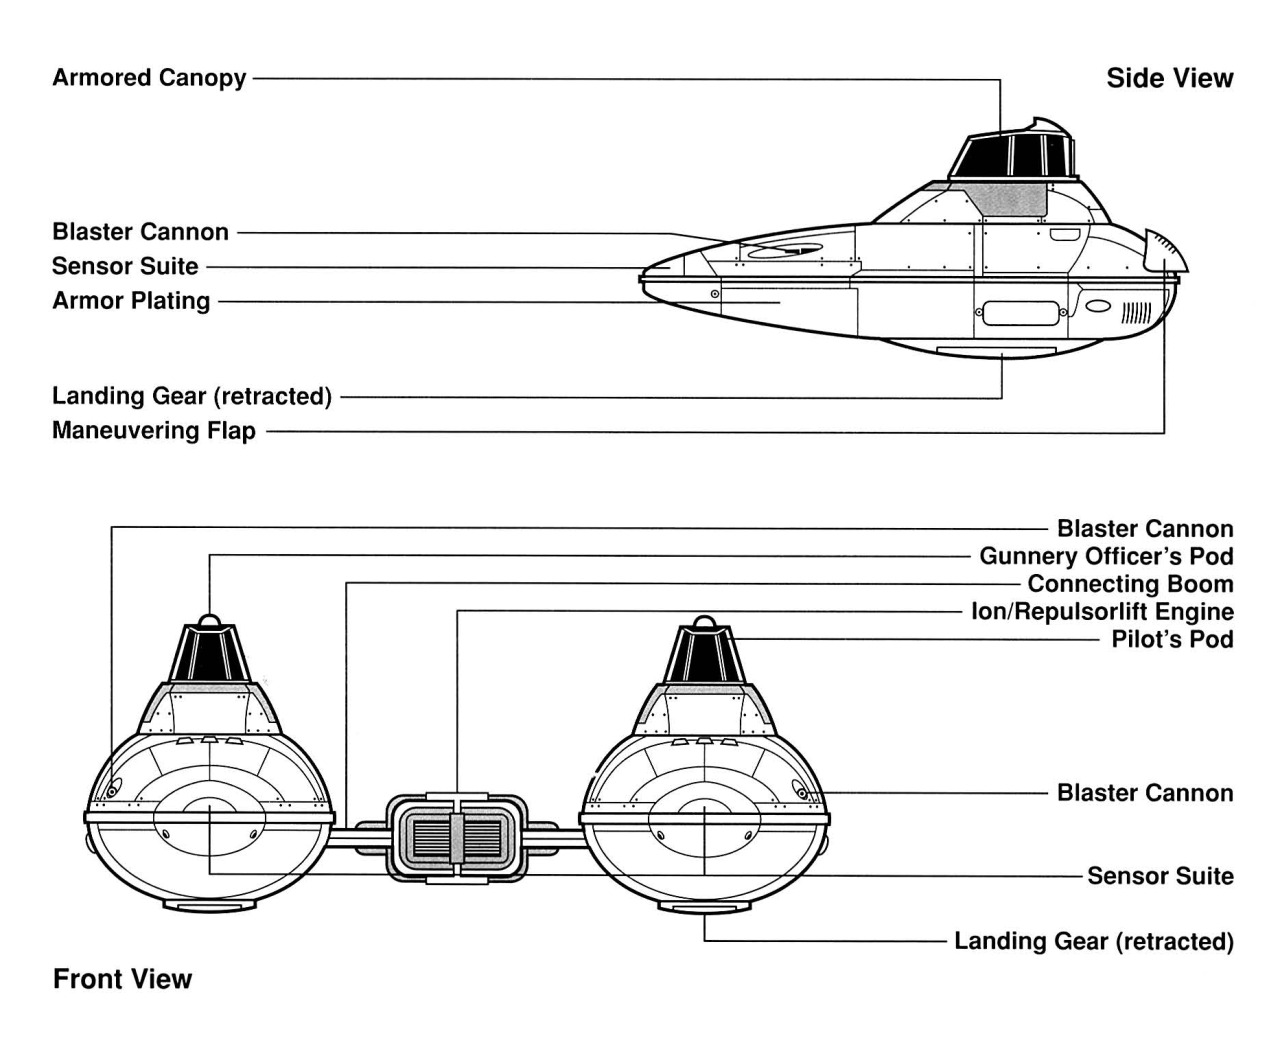 Armored Canopy
Side View
Blaster Cannon
Sensor Suite
Armor Plating
Landing Gear (retracted)
Maneuvering Flap
Blaster Cannon
Gunnery Officer’s Pod
Connecting Boom
Ion/Repulsorlift Engine
Pilot’s Pod
Blaster Cannon
Sensor Suite
Landing Gear (retracted)
Front View